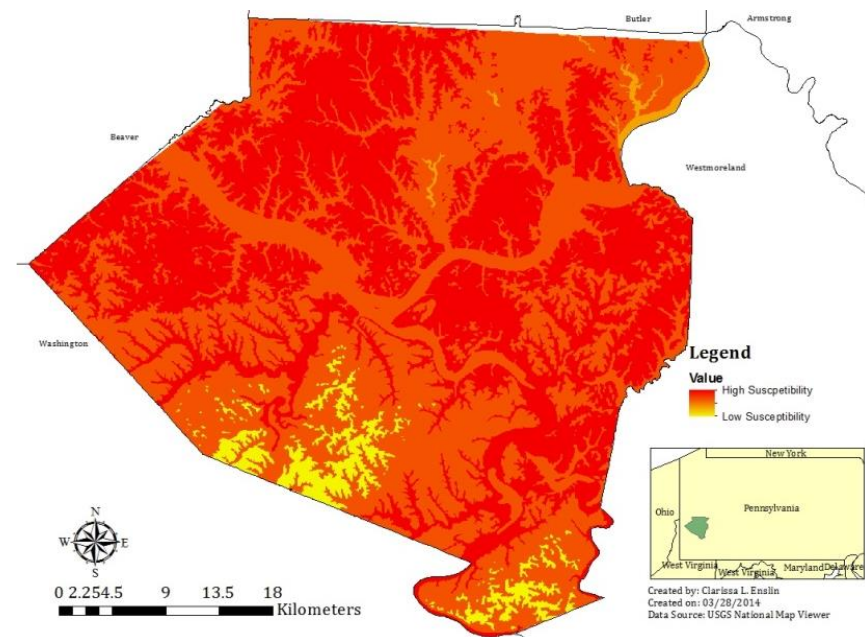 Butler
Armstrong
Beaver
Westmoreland
Washington
Legend
Value
High Suscpetibility
Low Susceptibility
N
W E
S
0 2.254.5 9 13.5 18
Kilometers
New York
Ohio
Pennsylvania
West Virginia
West Virginia
Maryland
Delaware
Created by: Clarissa L. Enslin
Created on: 03/28/2014
Data Source: USGS National Map Viewer